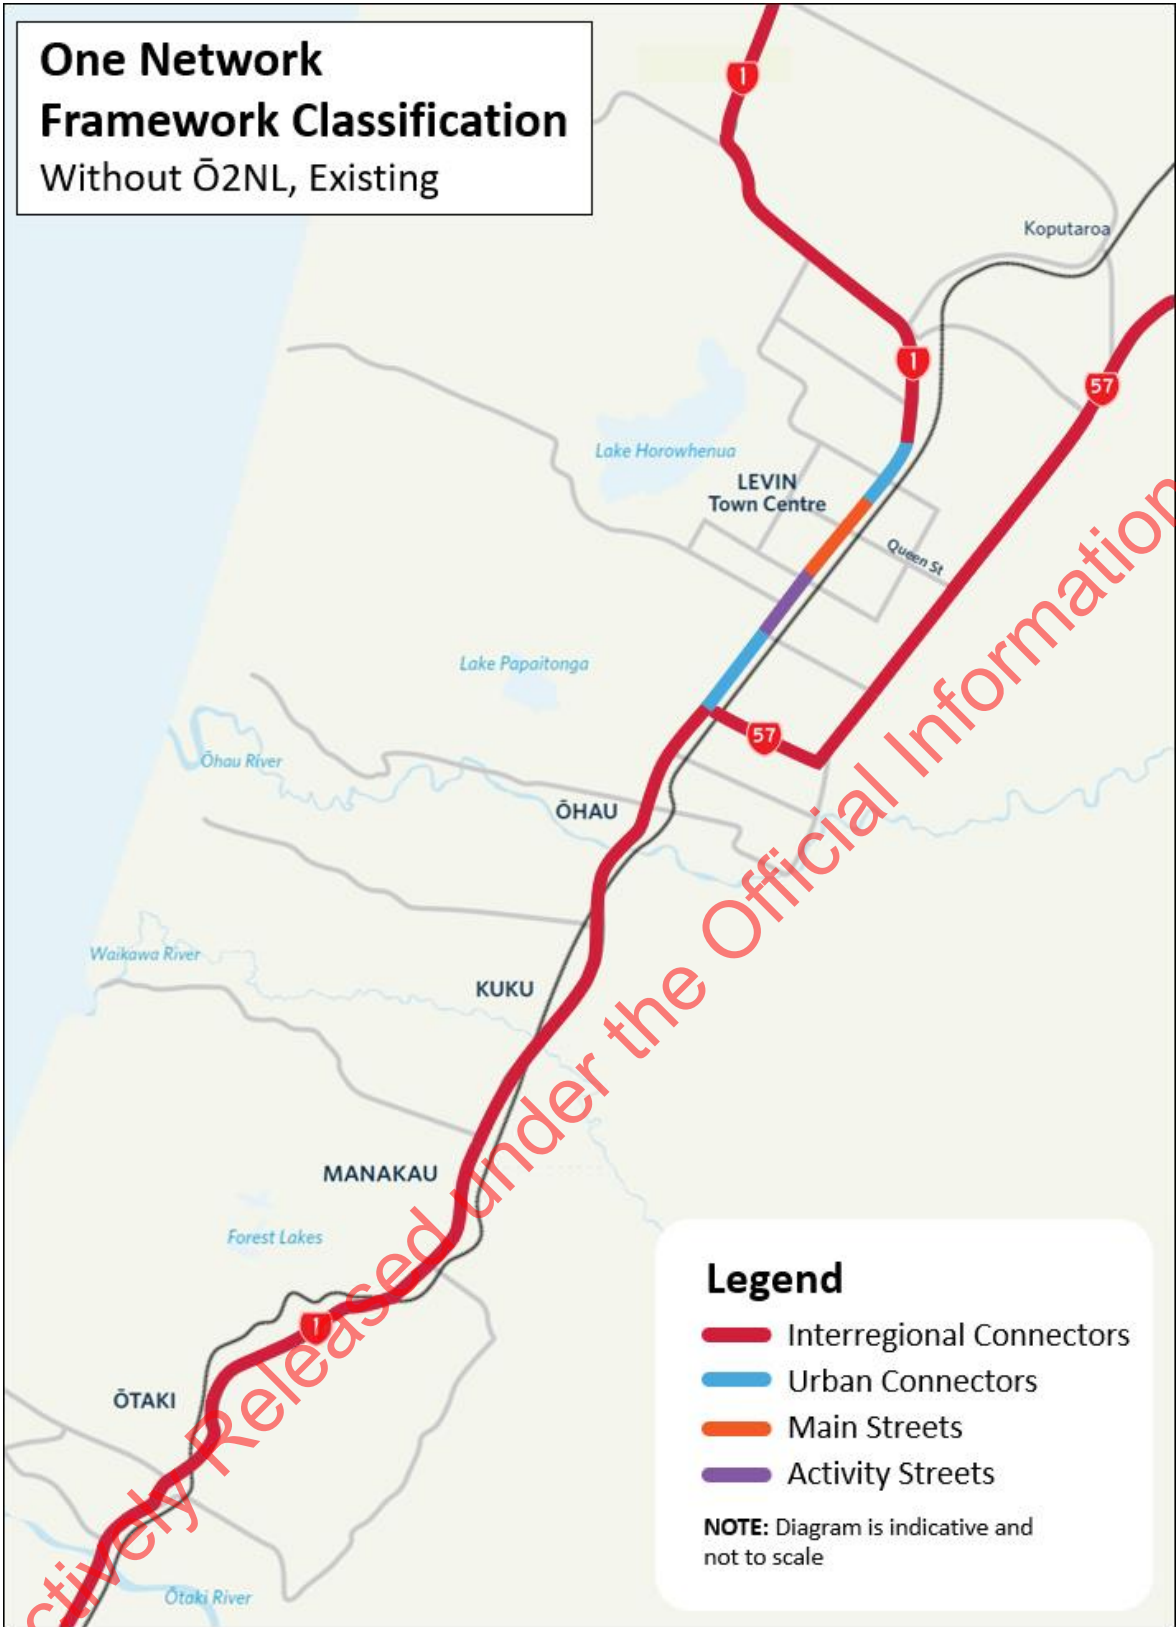 One Network
Framework Classification
Without Ō2NL, Existing
1
Koputaroa
1
57
Lake Horowhenua
LEVIN
Town Centre
Queen St
Lake Papaitonga
57
Ōhau River
ŌHAU
Waikawa River
KUKU
MANAKAU
Forest Lakes
1
ŌTAKI
Ōtaki River
Legend
Interregional Connectors
Urban Connectors
Main Streets
Activity Streets
NOTE: Diagram is indicative and
not to scale
ctively Released under the Official Information